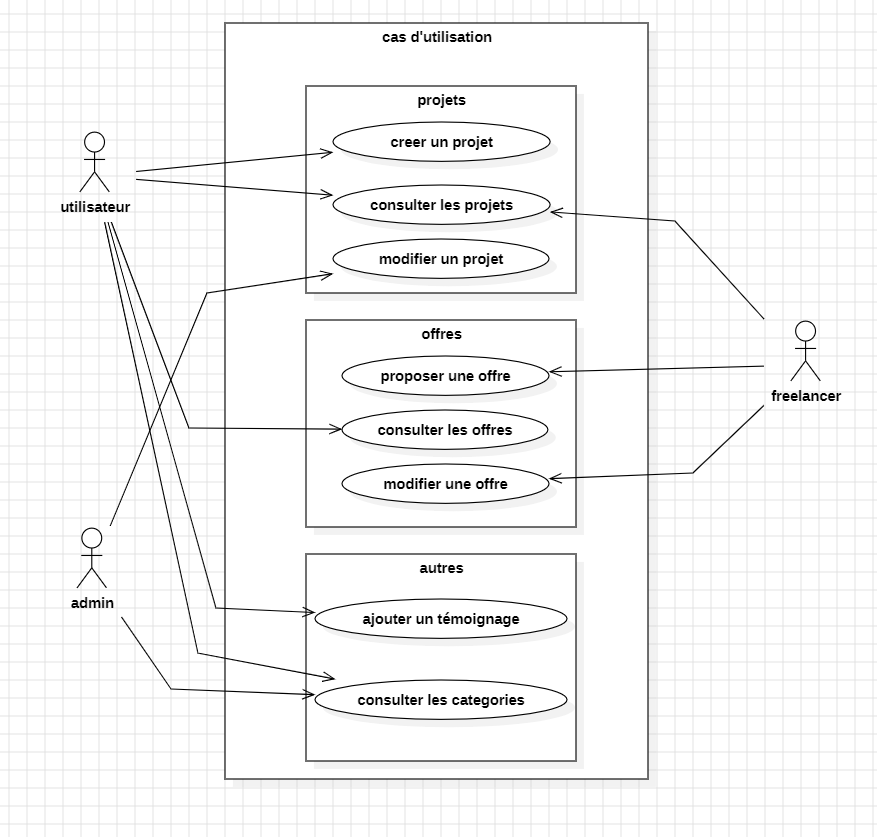 cas d'utilisation
projets
creer un projet
consulter les projets
modifier un projet
utilisateur
offres
proposer une offre
consulter les offres
modifier une offre
freelancer
autres
ajouter un témoignage
consulter les categories
admin